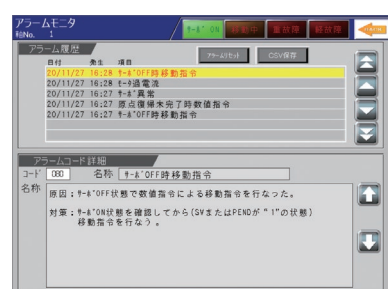 アラームモニタ
軸No. 1
サーボON 移動中 重故障 軽故障
アラーム履歴
アラームリセット CSV保存
日付 発生 項目
20/11/27 16:28 サーボOFF時移動指令
20/11/27 16:28 モータ過電流
20/11/27 16:27 サーボ異常
20/11/27 16:27 原点復帰未完了時数値指令
20/11/27 16:27 サーボOFF時移動指令
アラームコード詳細
コード 080 名称 サーボOFF時移動指令
名称 原因：サーボOFF状態で数値指令による移動指令を行なった。
対策：サーボON状態を確認してから(SVまたはPENDが "1"の状態)
移動指令を行なう。